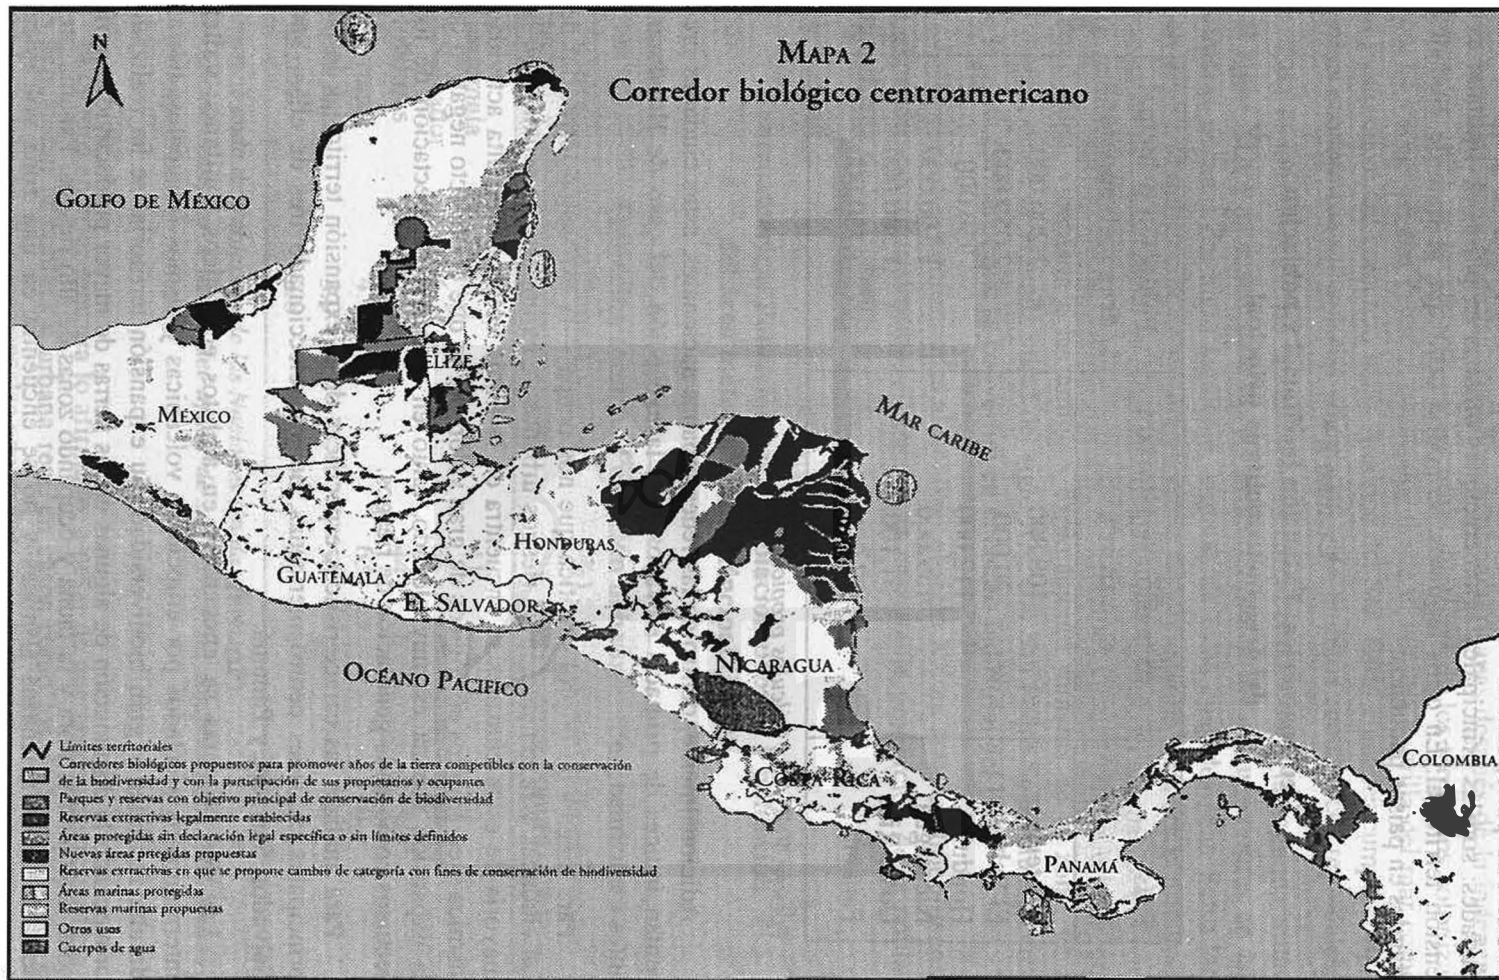 N
MAPA 2
Corredor biológico centroamericano
GOLFO DE MÉXICO
ELIZE
MÉXICO
MAR CARIBE
HONDURAS
GUATEMALA
EL SALVADOR
NICARAGUA
OCÉANO PACIFICO
COSTA RICA
COLOMBIA
PANAMÁ
Límites territoriales
Corredores biológicos propuestos para promover años de la tierra competibles con la conservación
de la biodiversidad y con la participación de sus propietarios y ocupantes
Parques y reservas con objetivo principal de conservación de biodiversidad
Reservas extractivas legalmente establecidas
Áreas protegidas sin declaración legal específica o sin límites definidos
Nuevas áreas prtegidas propuestas
Reservas extractivas en que se propone cambio de categoría con fines de conservación de biodiversidad
Áreas marinas protegidas
Reservas marinas propuestas
Otros usos
Cuerpos de agua